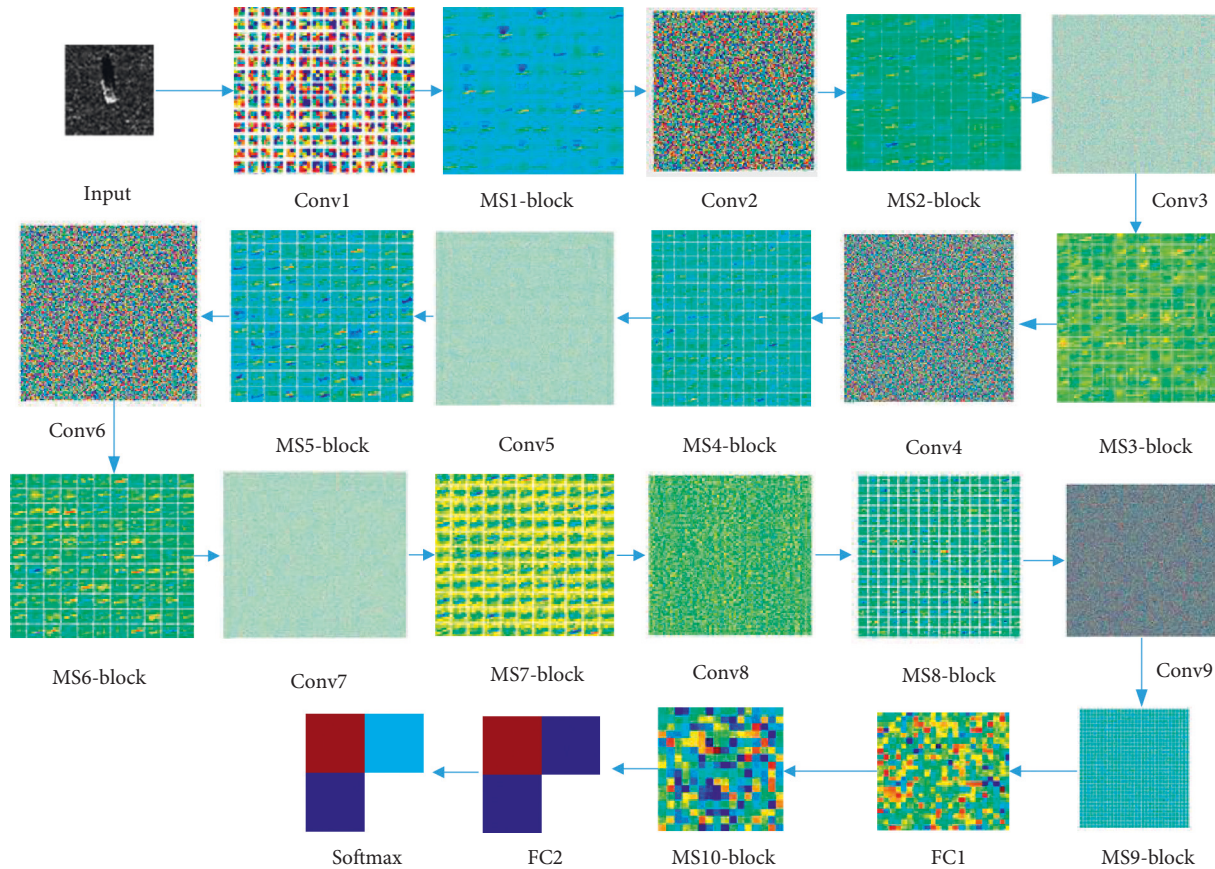 Input
Conv1
MS1-block
Conv2
MS2-block
Conv3
Conv6
MS5-block
Conv5
MS4-block
Conv4
MS3-block
MS6-block
Conv7
MS7-block
Conv8
MS8-block
Conv9
Softmax
FC2
MS10-block
FC1
MS9-block